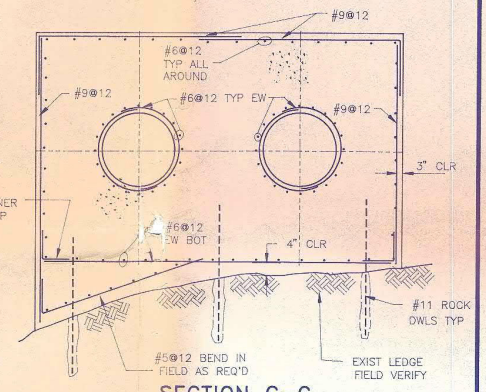 #9@12
#6@12
TYP ALL
AROUND
#9@12
#6@12 TYP EW
#9@12
3" CLR
#6@12
EW BOT
4" CLR
#11 ROCK
DWLS TYP
#5@12 BEND IN
FIELD AS REQ'D
EXIST LEDGE
FIELD VERIFY
SECTION C-C